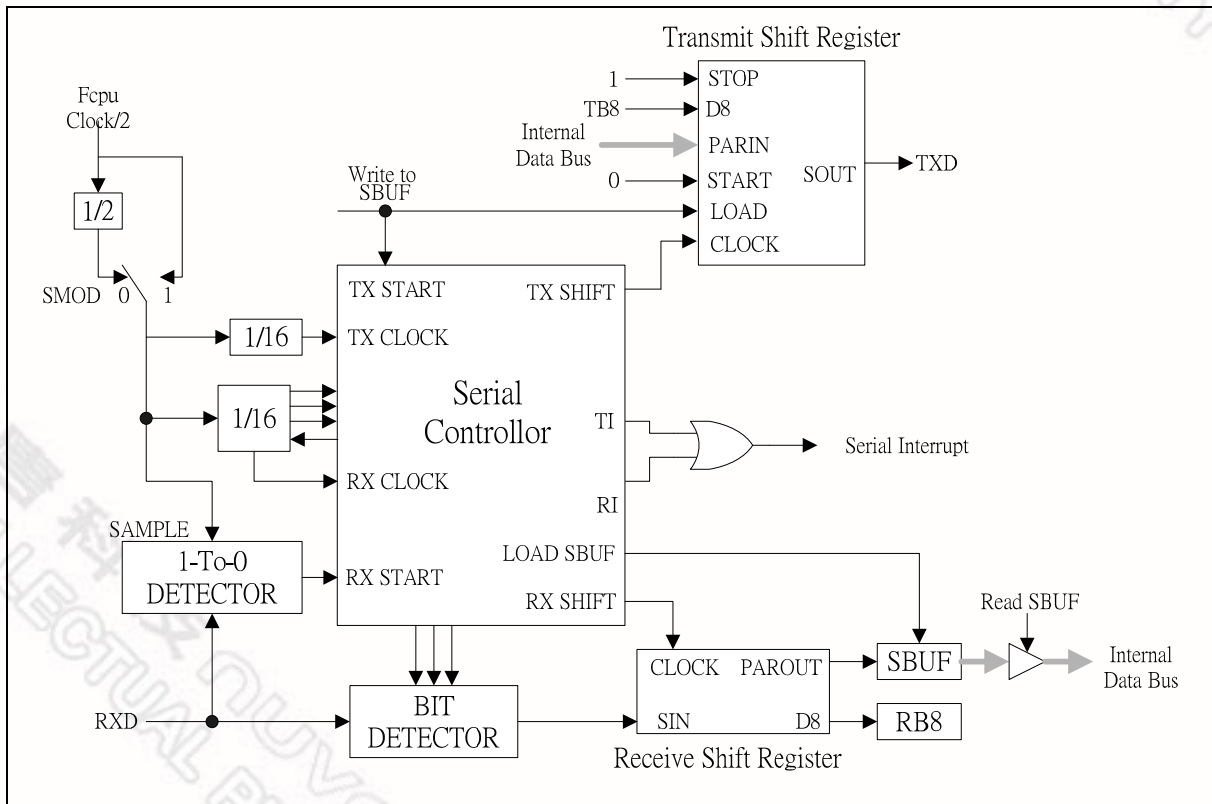 Transmit Shift Register
1
STOP
TB8
D8
Internal
Data Bus
PARIN
0
START
SOUT
TXD
LOAD
CLOCK
Fcpu
Clock/2
1/2
SMOD 0 1
Write to
SBUF
TX START
TX SHIFT
1/16
TX CLOCK
Serial
Controllor
1/16
TI
Serial Interrupt
RX CLOCK
RI
SAMPLE
1-To-0
DETECTOR
RX START
LOAD SBUF
RX SHIFT
Read SBUF
CLOCK
PAROUT
SBUF
Internal
Data Bus
RXD
BIT
DETECTOR
SIN
D8
RB8
Receive Shift Register